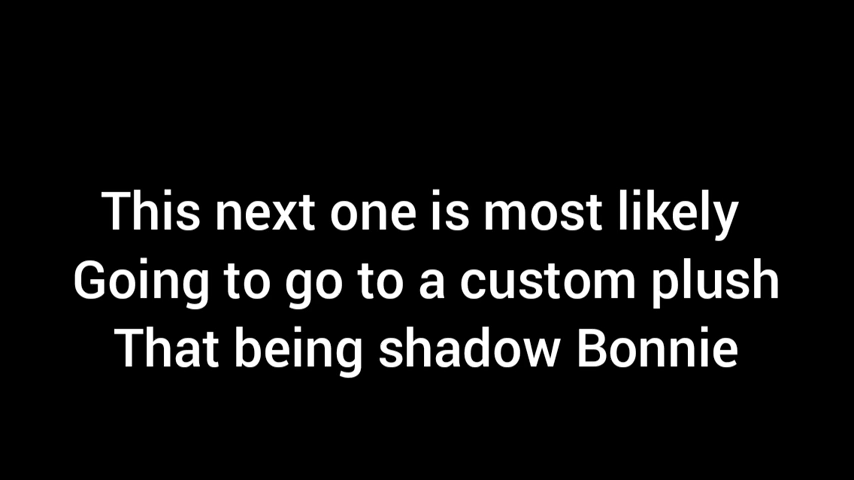 This next one is most likely
Going to go to a custom plush
That being shadow Bonnie